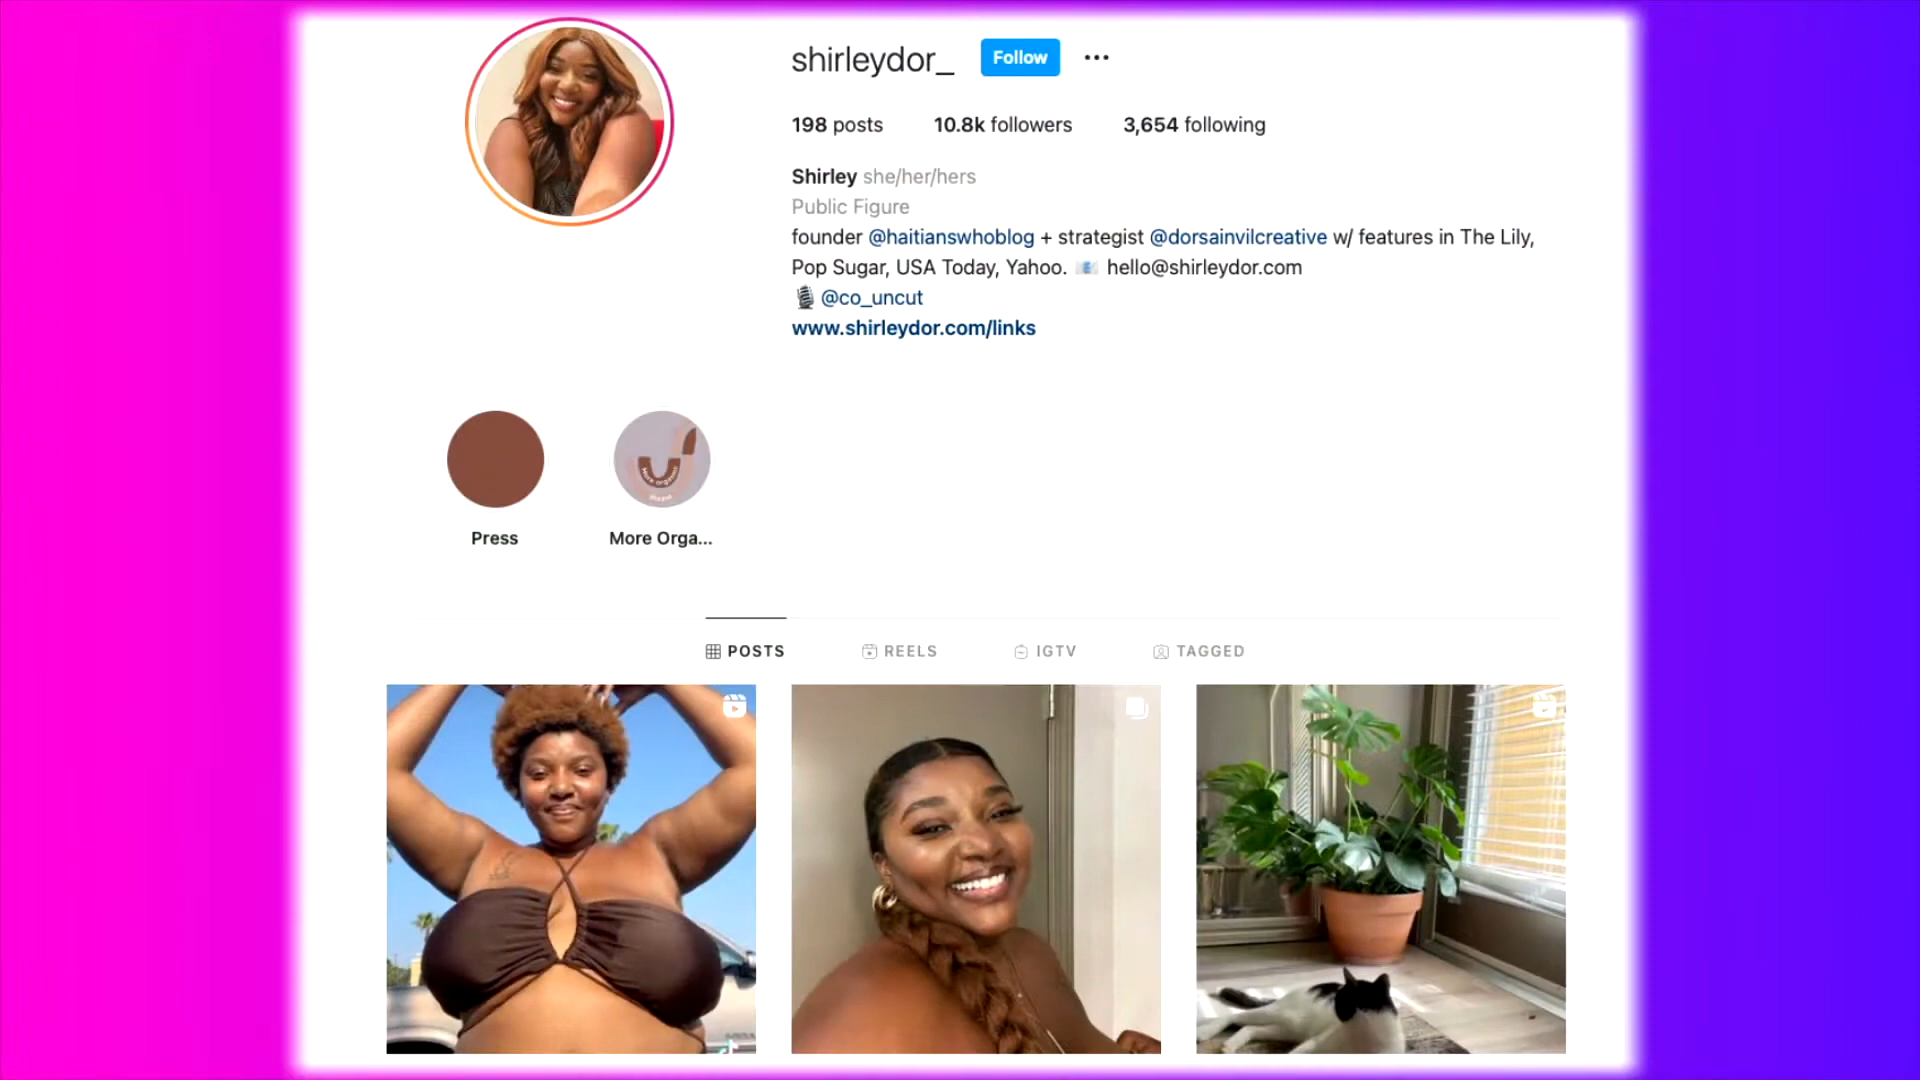 shirleydor_ Follow
198 posts 10.8k followers 3,654 following
Shirley she/her/hers
Public Figure
founder @haitianswhoblog + strategist @dorsainvilcreative w/ features in The Lily,
Pop Sugar, USA Today, Yahoo. hello@shirleydor.com
@co_uncut
www.shirleydor.com/links
Press More Orga...
POSTS REELS IGTV TAGGED